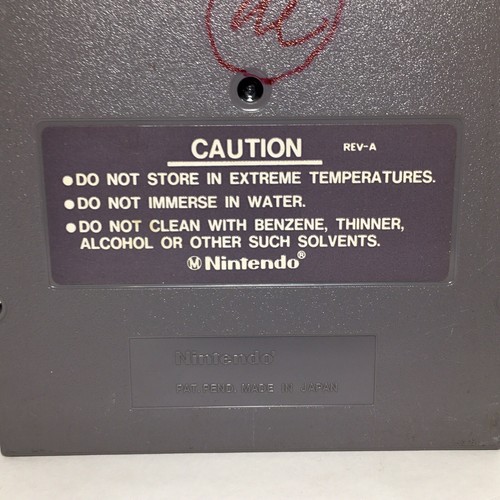 CAUTION REV-A
•DO NOT STORE IN EXTREME TEMPERATURES.
•DO NOT IMMERSE IN WATER.
•DO NOT CLEAN WITH BENZENE, THINNER,
ALCOHOL OR OTHER SUCH SOLVENTS.
Ⓜ Nintendo®
Nintendo
PAT. PEND. MADE IN JAPAN